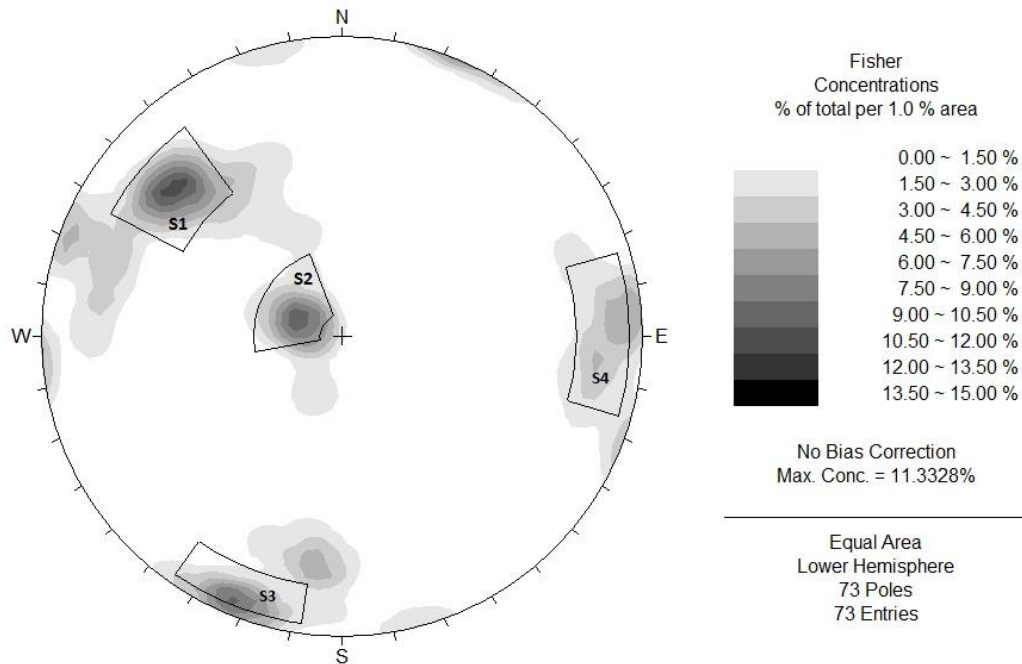 N
S1
S2
W
E
S4
S3
S
Fisher
Concentrations
% of total per 1.0 % area
0.00 ~ 1.50 %
1.50 ~ 3.00 %
3.00 ~ 4.50 %
4.50 ~ 6.00 %
6.00 ~ 7.50 %
7.50 ~ 9.00 %
9.00 ~ 10.50 %
10.50 ~ 12.00 %
12.00 ~ 13.50 %
13.50 ~ 15.00 %
No Bias Correction
Max. Conc. = 11.3328%
Equal Area
Lower Hemisphere
73 Poles
73 Entries